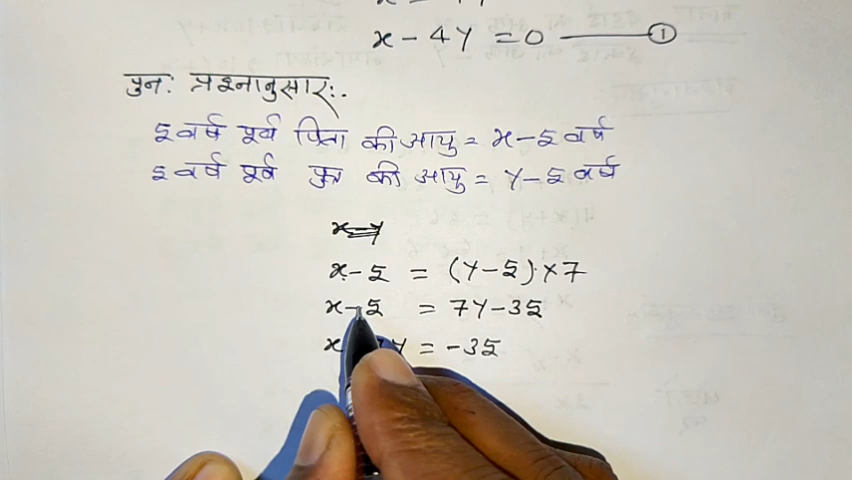 x - 4y = 0 ——— ①
पुनः प्रश्नानुसारः-
5 वर्ष पूर्व पिता की आयु = x - 5 वर्ष
5 वर्ष पूर्व पुत्र की आयु = y - 5 वर्ष
x - 5 = (y - 5) × 7
x - 5 = 7y - 35
x y = -35